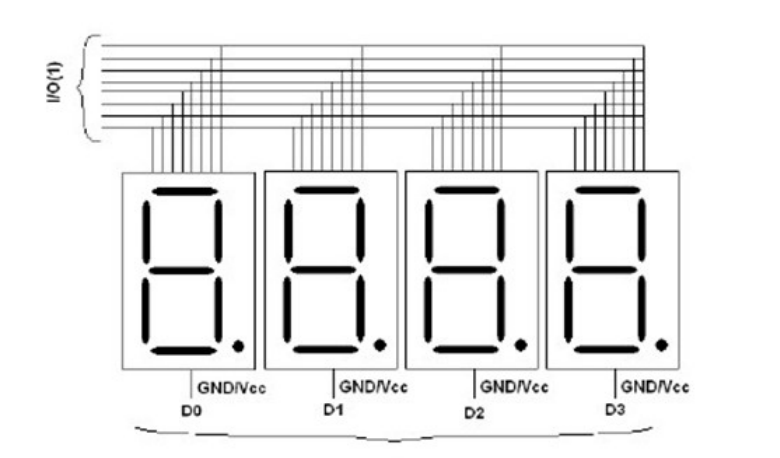 I/O(1)
GND/Vcc
GND/Vcc
GND/Vcc
GND/Vcc
D0
D1
D2
D3